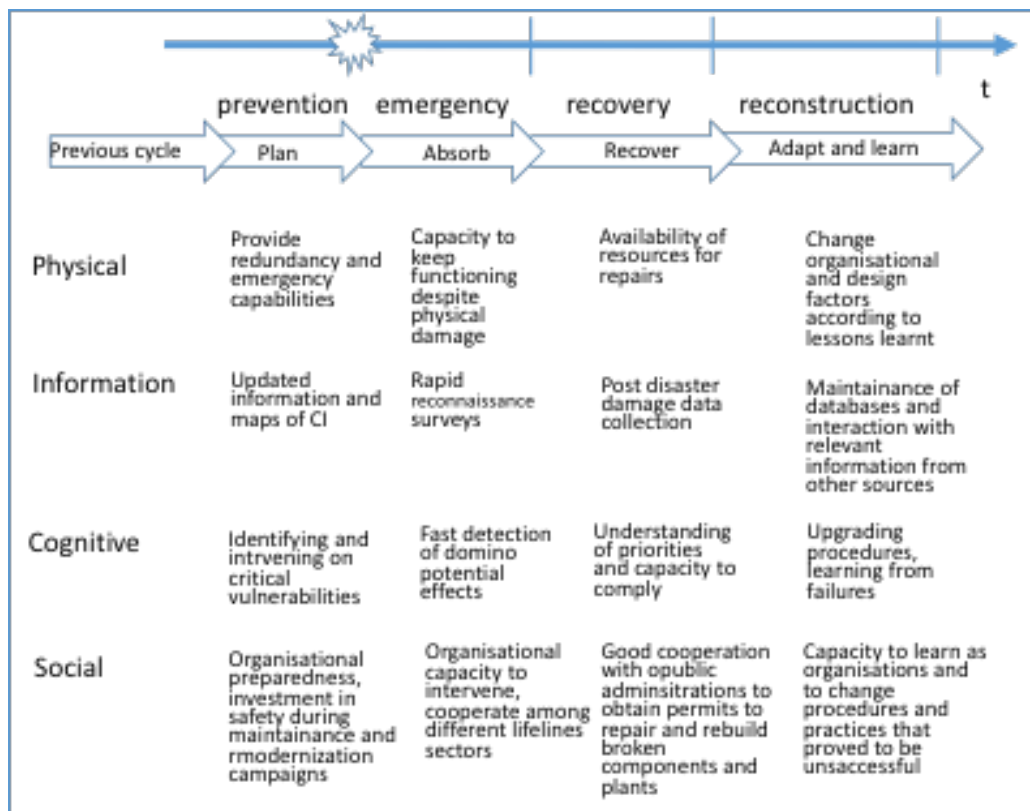 t
prevention emergency recovery reconstruction
Previous cycle Plan Absorb Recover Adapt and learn
Physical
Provide
redundancy and
emergency
capabilities
Capacity to
keep
functioning
despite
physical
damage
Availability of
resources for
repairs
Change
organisational
and design
factors
according to
lessons learnt
Information
Updated
information and
maps of CI
Rapid
reconnaissance
surveys
Post disaster
damage data
collection
Maintainance of
databases and
interaction with
relevant
information from
other sources
Cognitive
Identifying and
intrvening on
critical
vulnerabilities
Fast detection
of domino
potential
effects
Understanding
of priorities
and capacity to
comply
Upgrading
procedures,
learning from
failures
Social
Organisational
preparedness,
investment in
safety during
maintainance and
rmodernization
campaigns
Organisational
capacity to
intervene,
cooperate among
different lifelines
sectors
Good cooperation
with opublic
adminsitrations to
obtain permits to
repair and rebuild
broken
components and
plants
Capacity to learn as
organisations and
to change
procedures and
practices that
proved to be
unsaccessful